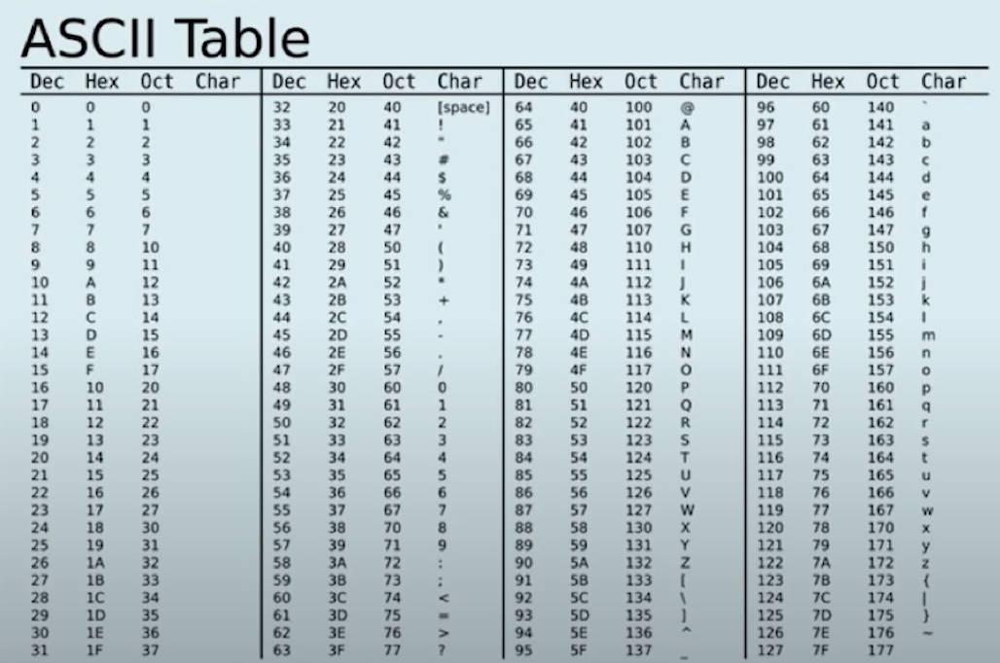 ASCII Table
Dec Hex Oct Char Dec Hex Oct Char Dec Hex Oct Char Dec Hex Oct Char
0 0 0 32 20 40 [space] 64 40 100 @ 96 60 140 `
1 1 1 33 21 41 ! 65 41 101 A 97 61 141 a
2 2 2 34 22 42 " 66 42 102 B 98 62 142 b
3 3 3 35 23 43 # 67 43 103 C 99 63 143 c
4 4 4 36 24 44 $ 68 44 104 D 100 64 144 d
5 5 5 37 25 45 % 69 45 105 E 101 65 145 e
6 6 6 38 26 46 & 70 46 106 F 102 66 146 f
7 7 7 39 27 47 ' 71 47 107 G 103 67 147 g
8 8 10 40 28 50 ( 72 48 110 H 104 68 150 h
9 9 11 41 29 51 ) 73 49 111 I 105 69 151 i
10 A 12 42 2A 52 * 74 4A 112 J 106 6A 152 j
11 B 13 43 2B 53 + 75 4B 113 K 107 6B 153 k
12 C 14 44 2C 54 , 76 4C 114 L 108 6C 154 l
13 D 15 45 2D 55 - 77 4D 115 M 109 6D 155 m
14 E 16 46 2E 56 . 78 4E 116 N 110 6E 156 n
15 F 17 47 2F 57 / 79 4F 117 O 111 6F 157 o
16 10 20 48 30 60 0 80 50 120 P 112 70 160 p
17 11 21 49 31 61 1 81 51 121 Q 113 71 161 q
18 12 22 50 32 62 2 82 52 122 R 114 72 162 r
19 13 23 51 33 63 3 83 53 123 S 115 73 163 s
20 14 24 52 34 64 4 84 54 124 T 116 74 164 t
21 15 25 53 35 65 5 85 55 125 U 117 75 165 u
22 16 26 54 36 66 6 86 56 126 V 118 76 166 v
23 17 27 55 37 67 7 87 57 127 W 119 77 167 w
24 18 30 56 38 70 8 88 58 130 X 120 78 170 x
25 19 31 57 39 71 9 89 59 131 Y 121 79 171 y
26 1A 32 58 3A 72 : 90 5A 132 Z 122 7A 172 z
27 1B 33 59 3B 73 ; 91 5B 133 [ 123 7B 173 {
28 1C 34 60 3C 74 < 92 5C 134 \ 124 7C 174 |
29 1D 35 61 3D 75 = 93 5D 135 ] 125 7D 175 }
30 1E 36 62 3E 76 > 94 5E 136 ^ 126 7E 176 ~
31 1F 37 63 3F 77 ? 95 5F 137 _ 127 7F 177